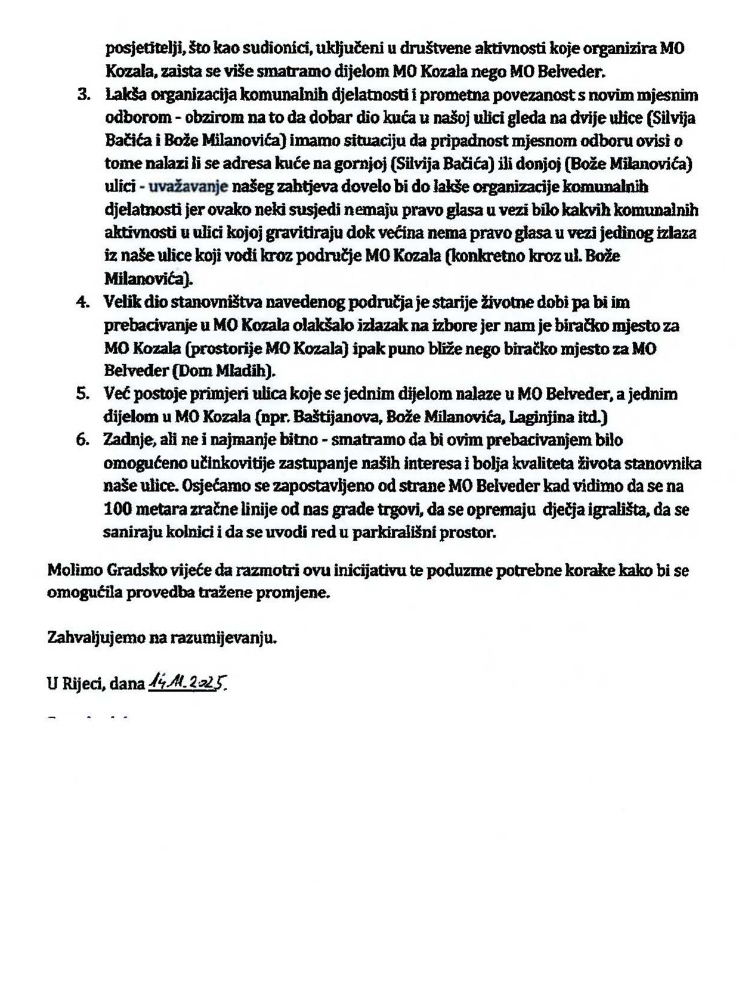 posjetitelji, što kao sudionici, uključeni u društvene aktivnosti koje organizira MO
Kozala, zaista se više smatramo dijelom MO Kozala nego MO Belveder.
3. Lakša organizacija komunalnih djelatnosti i prometna povezanost s novim mjesnim
odborom - obzirom na to da dobar dio kuća u našoj ulici gleda na dvije ulice (Silvija
Bačića i Bože Milanovića) imamo situaciju da pripadnost mjesnom odboru ovisi o
tome nalazi li se adresa kuće na gornjoj (Silvija Bačića) ili donjoj (Bože Milanovića)
ulici - uvažavanje našeg zahtjeva dovelo bi do lakše organizacije komunalnih
djelatnosti jer ovako neki susjedi nemaju pravo glasa u vezi bilo kakvih komunalnih
aktivnosti u ulici kojoj gravitiraju dok većina nema pravo glasa u vezi jedinog izlaza
iz naše ulice koji vodi kroz područje MO Kozala (konkretno kroz ul. Bože
Milanovića).
4. Velik dio stanovništva navedenog područja je starije životne dobi pa bi im
prebacivanje u MO Kozala olakšalo izlazak na izbore jer nam je biračko mjesto za
MO Kozala (prostorije MO Kozala) ipak puno bliže nego biračko mjesto za MO
Belveder (Dom Mladih).
5. Već postoje primjeri ulica koje se jednim dijelom nalaze u MO Belveder, a jednim
dijelom u MO Kozala (npr. Baštijanova, Bože Milanovića, Laginjina itd.)
6. Zadnje, ali ne i najmanje bitno - smatramo da bi ovim prebacivanjem bilo
omogućeno učinkovitije zastupanje naših interesa i bolja kvaliteta života stanovnika
naše ulice. Osjećamo se zapostavljeno od strane MO Belveder kad vidimo da se na
100 metara zračne linije od nas grade trgovi, da se opremaju dječja igrališta, da se
saniraju kolnici i da se uvodi red u parkirališni prostor.
Molimo Gradsko vijeće da razmotri ovu inicijativu te poduzme potrebne korake kako bi se
omogućila provedba tražene promjene.
Zahvaljujemo na razumijevanju.
U Rijeci, dana 14.11.2025.